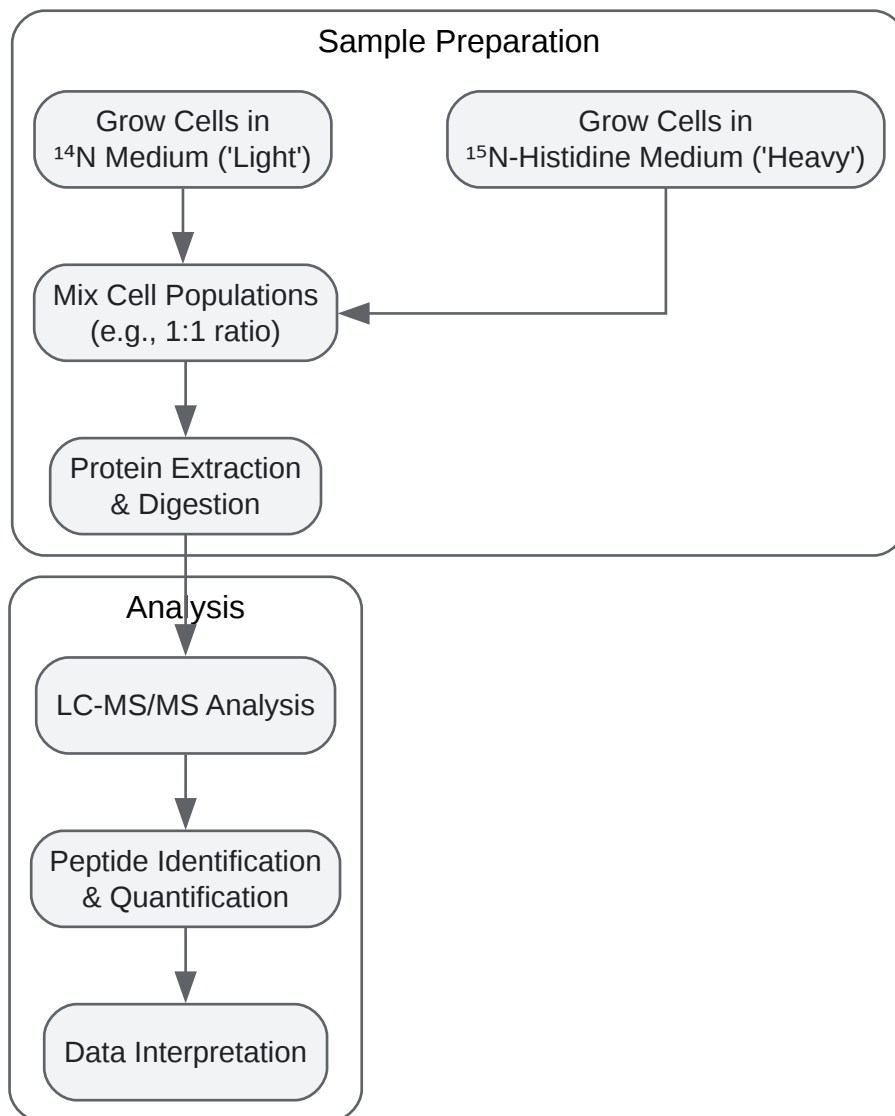 Sample Preparation
Grow Cells in
¹⁴N Medium ('Light')
Grow Cells in
¹⁵N-Histidine Medium ('Heavy')
Mix Cell Populations
(e.g., 1:1 ratio)
Protein Extraction
& Digestion
Analysis
LC-MS/MS Analysis
Peptide Identification
& Quantification
Data Interpretation